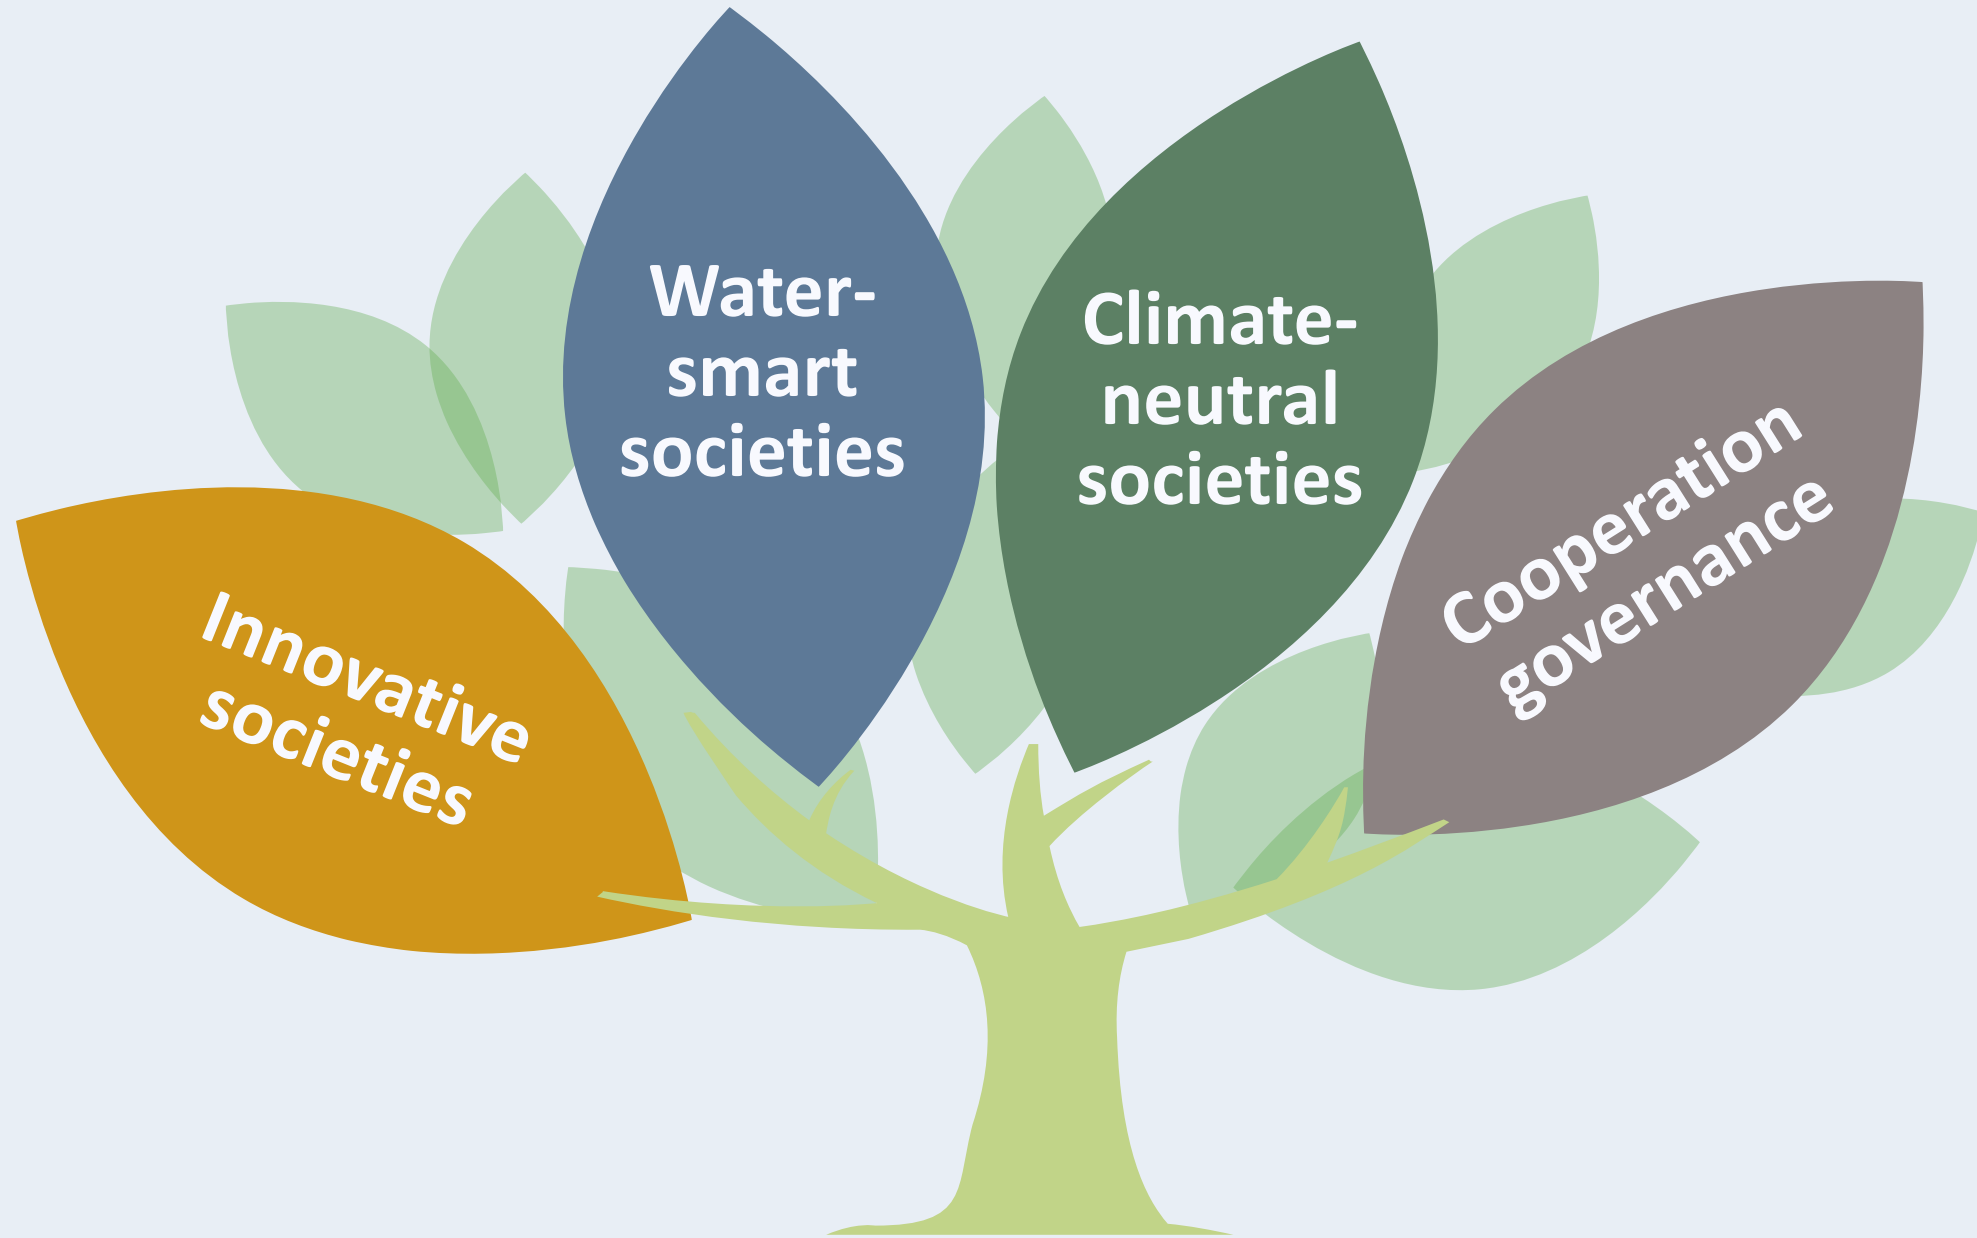 Innovative
societies
Water-
smart
societies
Climate-
neutral
societies
Cooperation
governance